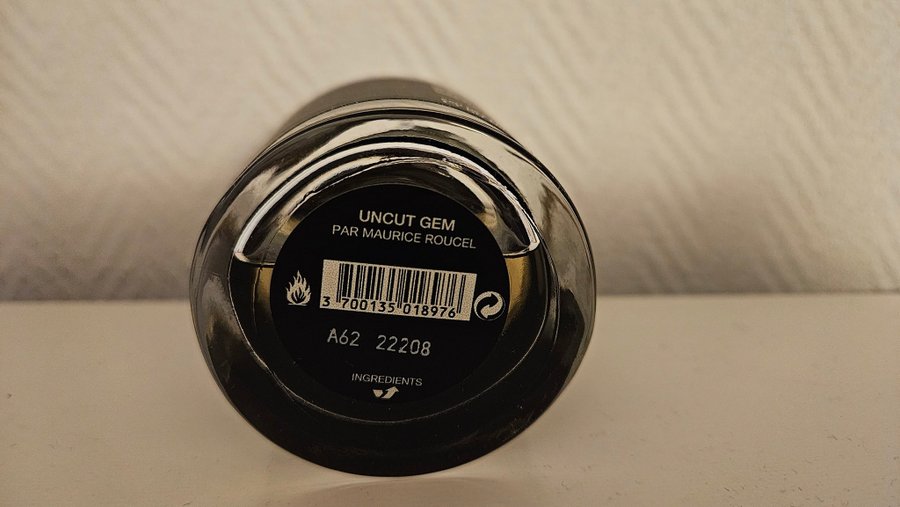 UNCUT GEM
PAR MAURICE ROUCEL
3 700135 018976
A62 22208
INGREDIENTS